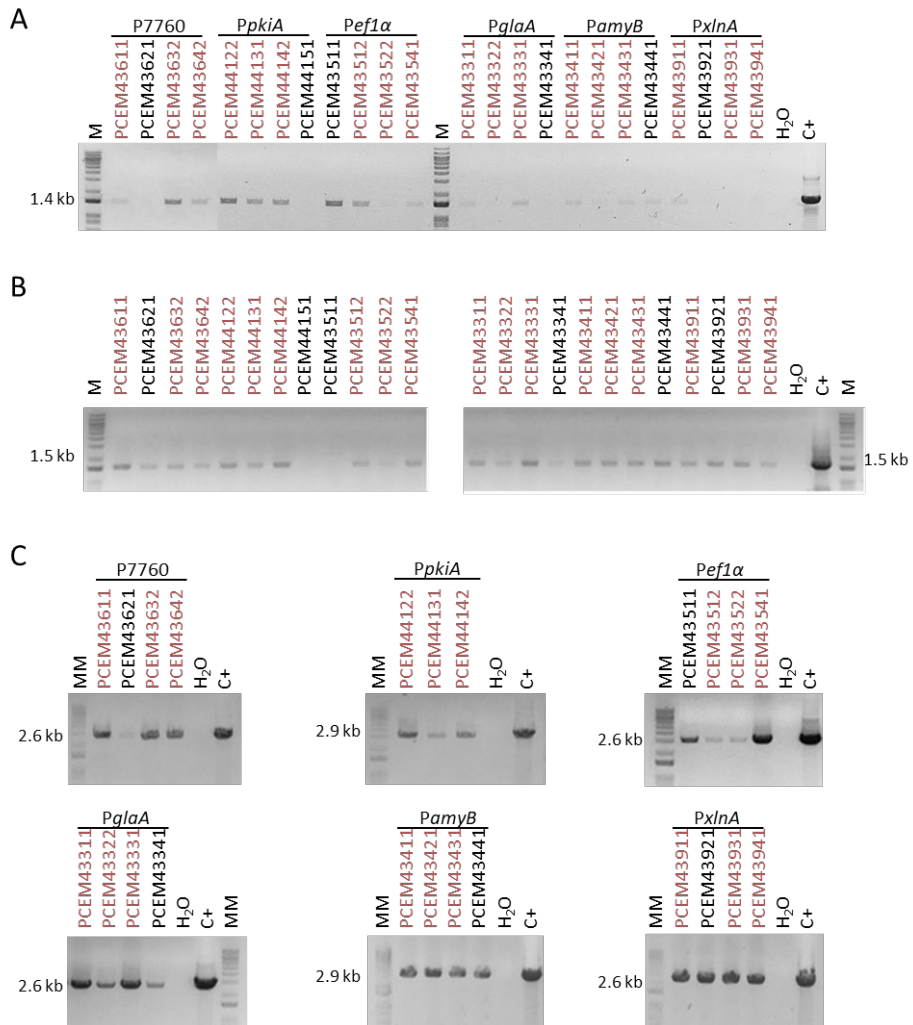 A
P7760 PpkiA Pef1α PglaA PamyB PxlnA
M PCEM43611 PCEM43621 PCEM43632 PCEM43642 PCEM44122 PCEM44131 PCEM44142 PCEM44151 PCEM43511 PCEM43512 PCEM43522 PCEM43541 M PCEM43311 PCEM43322 PCEM43331 PCEM43341 PCEM43411 PCEM43421 PCEM43431 PCEM43441 PCEM43911 PCEM43921 PCEM43931 PCEM43941 H2O C+
1.4 kb
B
M PCEM43611 PCEM43621 PCEM43632 PCEM43642 PCEM44122 PCEM44131 PCEM44142 PCEM44151 PCEM43511 PCEM43512 PCEM43522 PCEM43541 PCEM43311 PCEM43322 PCEM43331 PCEM43341 PCEM43411 PCEM43421 PCEM43431 PCEM43441 PCEM43911 PCEM43921 PCEM43931 PCEM43941 H2O C+ M
1.5 kb 1.5 kb
C
P7760 PpkiA Pef1α
MM PCEM43611 PCEM43621 PCEM43632 PCEM43642 H2O C+ MM PCEM44122 PCEM44131 PCEM44142 H2O C+ MM PCEM43511 PCEM43512 PCEM43522 PCEM43541 H2O C+
2.6 kb 2.9 kb 2.6 kb
PglaA PamyB PxlnA
PCEM43311 PCEM43322 PCEM43331 PCEM43341 H2O C+ MM MM PCEM43411 PCEM43421 PCEM43431 PCEM43441 H2O C+ MM PCEM43911 PCEM43921 PCEM43931 PCEM43941 H2O C+
2.6 kb 2.9 kb 2.6 kb